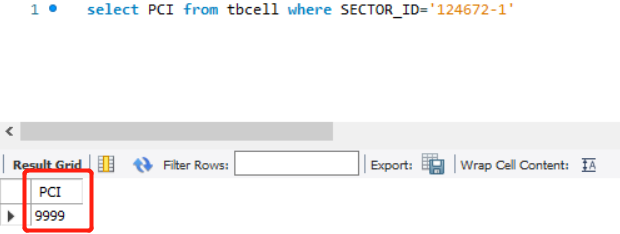 1 select PCI from tbcell where SECTOR_ID='124672-1'
Result Grid Filter Rows: Export: Wrap Cell Content: IA
PCI
9999